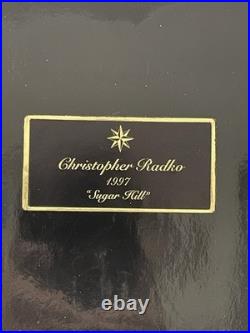 Christopher Radko
1997
"Sugar Hill"